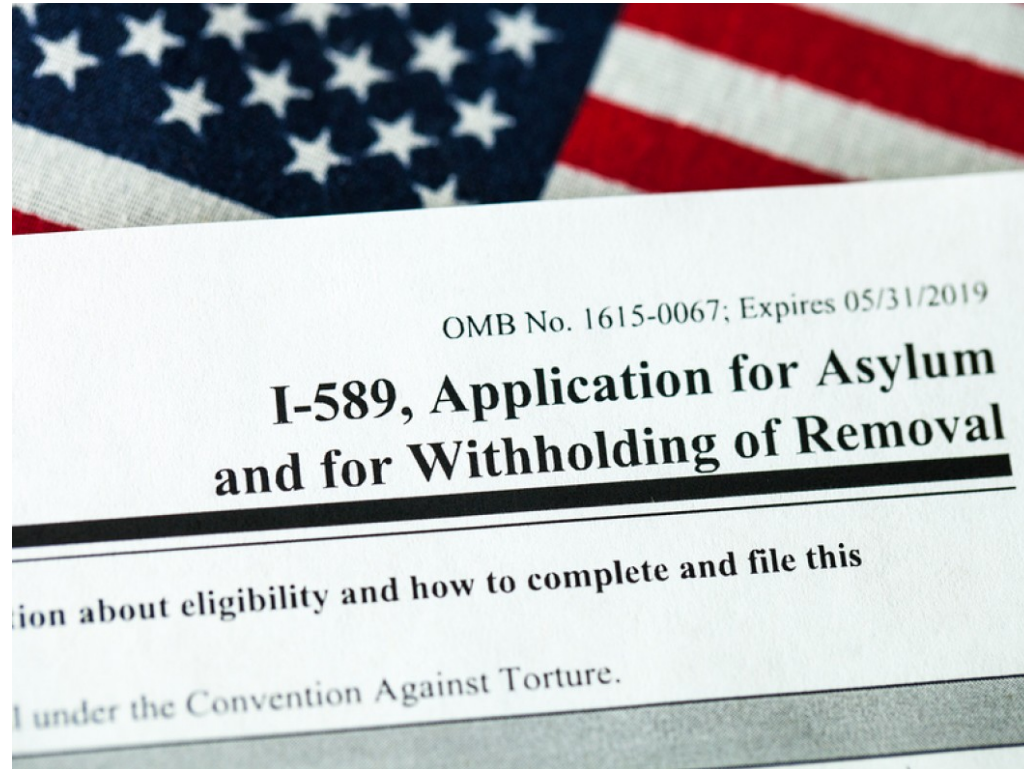 OMB No. 1615-0067; Expires 05/31/2019
I-589, Application for Asylum
and for Withholding of Removal
tion about eligibility and how to complete and file this
under the Convention Against Torture.